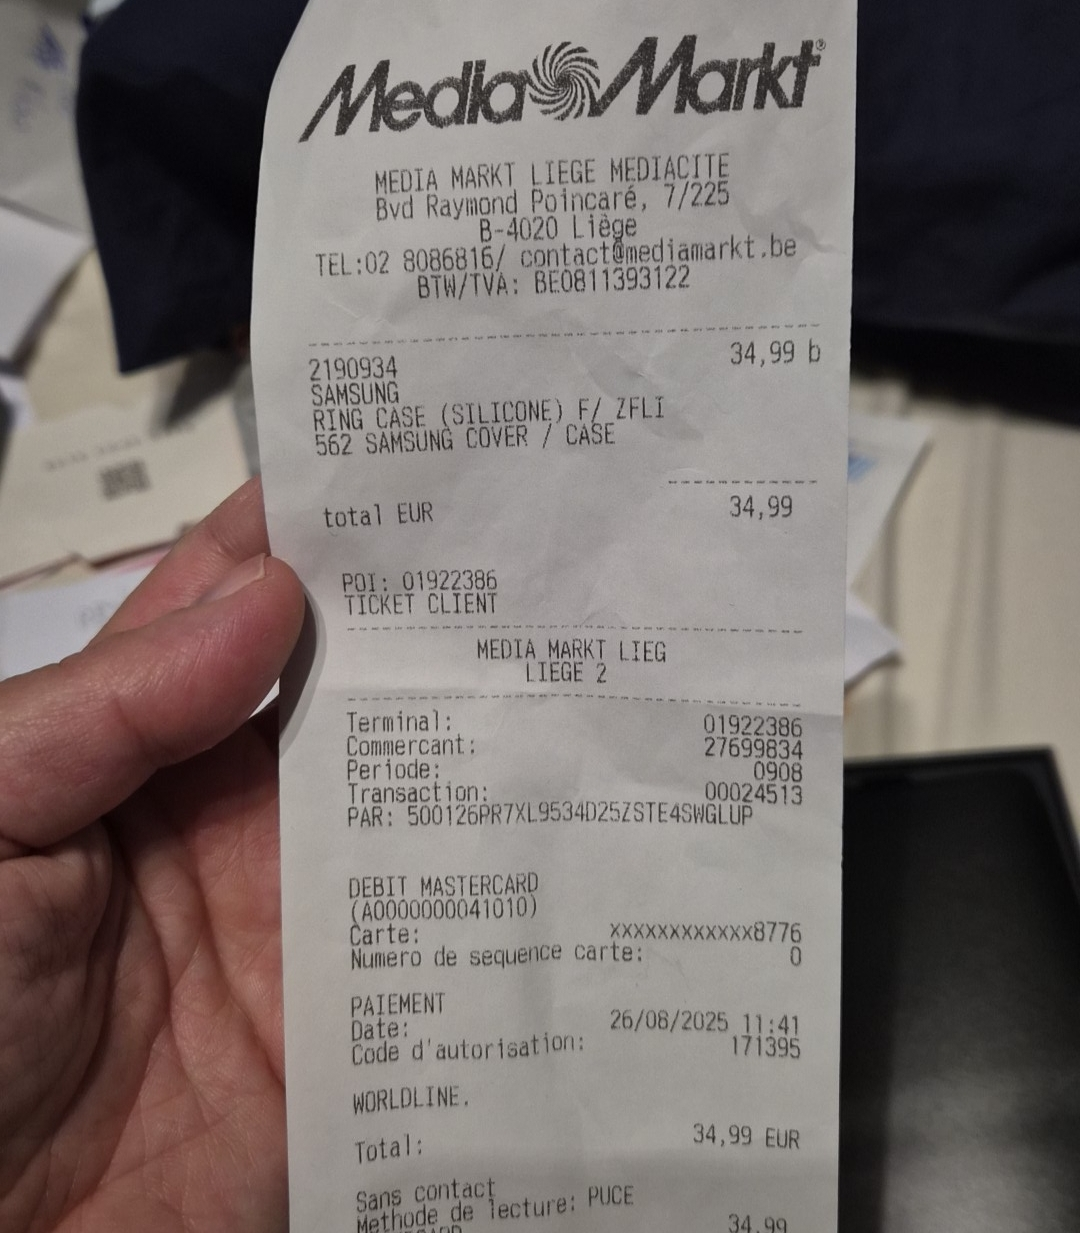 MediaMarkt®
MEDIA MARKT LIEGE MEDIACITE
Bvd Raymond Poincaré, 7/225
B-4020 Liège
TEL:02 8086816/ contact@mediamarkt.be
BTW/TVA: BE0811393122
2190934 34,99 b
SAMSUNG
RING CASE (SILICONE) F/ ZFLI
562 SAMSUNG COVER / CASE
total EUR 34,99
POI: 01922386
TICKET CLIENT
MEDIA MARKT LIEG
LIEGE 2
Terminal: 01922386
Commercant: 27699834
Periode: 0908
Transaction: 00024513
PAR: 500126PR7XL9534D25ZSTE4SWGLUP
DEBIT MASTERCARD
(A0000000041010)
Carte: xxxxxxxxxxxx8776
Numero de sequence carte: 0
PAIEMENT
Date: 26/08/2025 11:41
Code d'autorisation: 171395
WORLDLINE.
Total: 34,99 EUR
Sans contact
Methode de lecture: PUCE
34,99